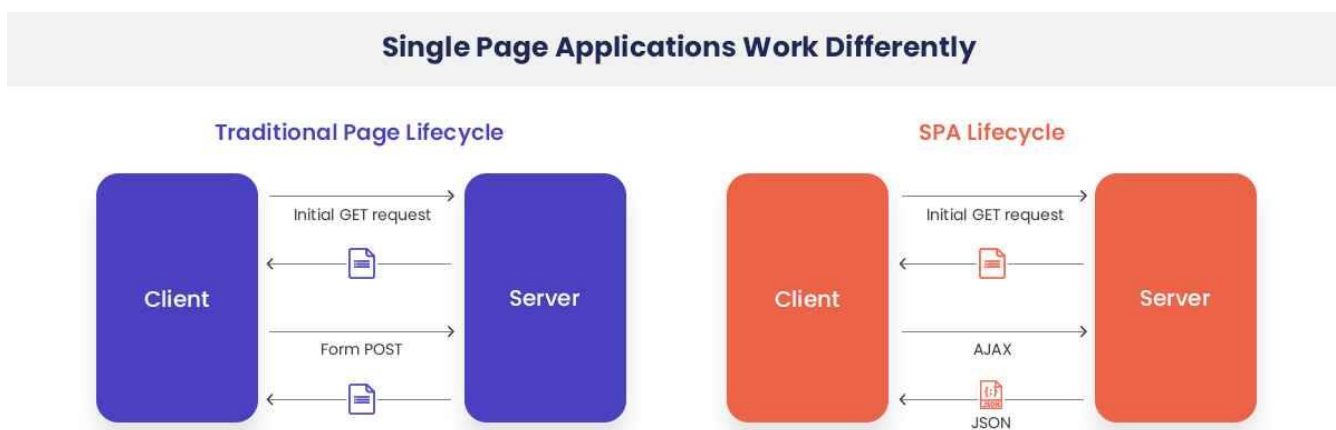 Single Page Applications Work Differently
Traditional Page Lifecycle
Client
Initial GET request
Form POST
Server
SPA Lifecycle
Client
Initial GET request
AJAX
{;}
JSON
JSON
Server